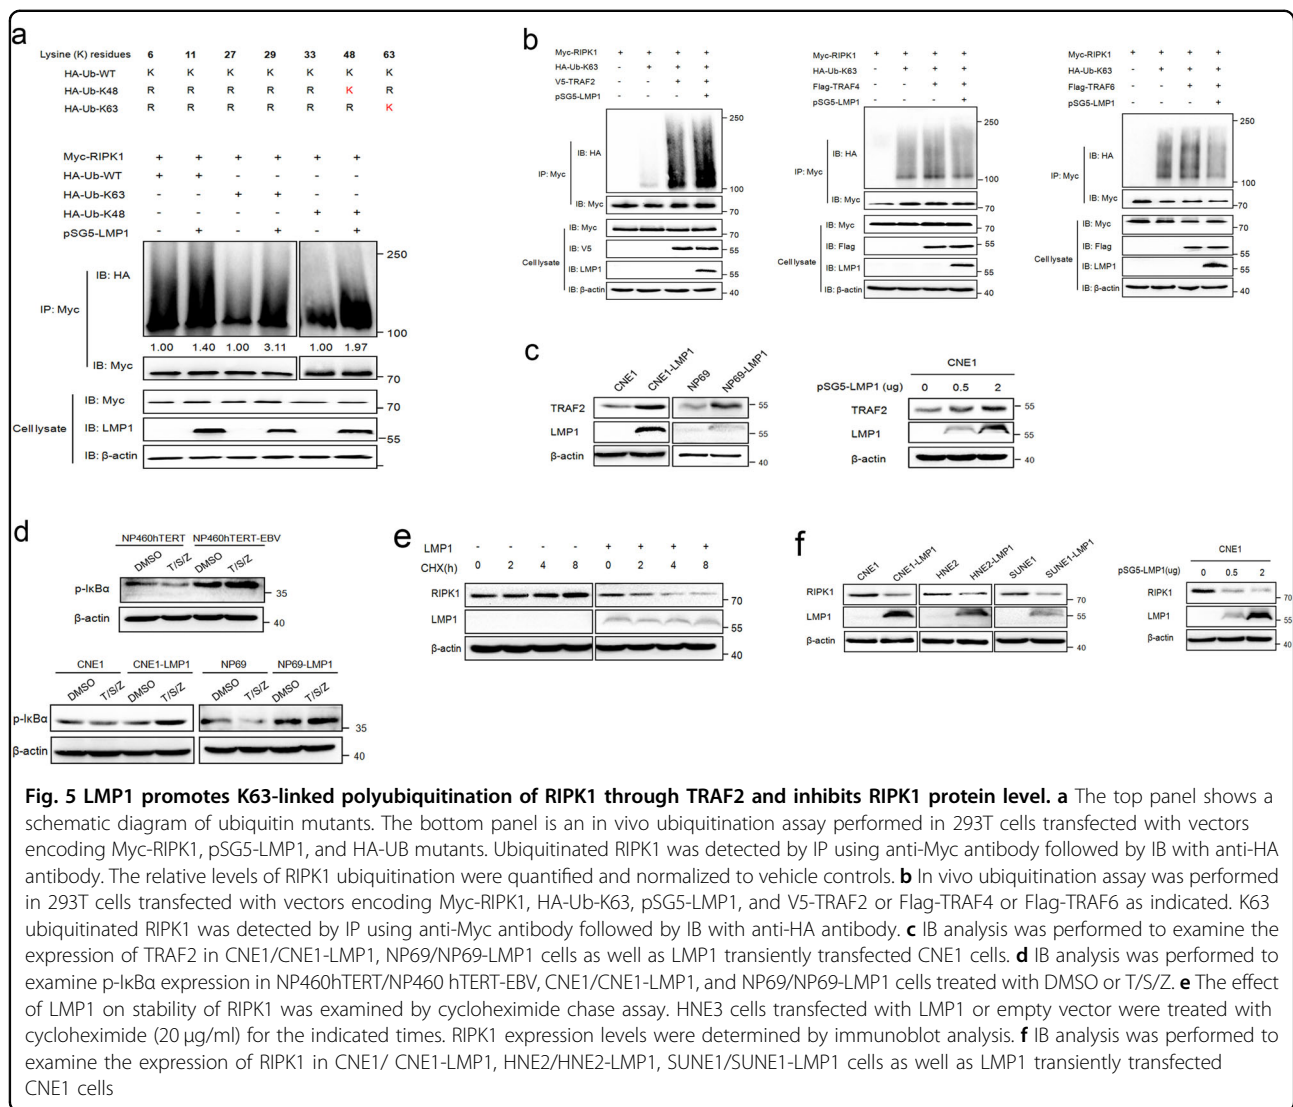 a
Lysine (K) residues 6 11 27 29 33 48 63
HA-Ub-WT K K K K K K K
HA-Ub-K48 R R R R R K R
HA-Ub-K63 R R R R R R K
Myc-RIPK1 + + + + + +
HA-Ub-WT + + - - - -
HA-Ub-K63 - - + + - -
HA-Ub-K48 - - - - + +
pSG5-LMP1 - + - + - +
IB: HA
250
IP: Myc
100
1.00 1.40 1.00 3.11 1.00 1.97
IB: Myc
70
IB: Myc
70
Cell lysate
IB: LMP1
55
IB: β-actin
b
Myc-RIPK1 + + + +
HA-Ub-K63 - + + +
V5-TRAF2 - - + +
pSG5-LMP1 - - - +
250
IB: HA
IP: Myc
100
IB: Myc
70
IB: Myc
70
IB: V5
55
Cell lysate
IB: LMP1
55
IB: β-actin
40
Myc-RIPK1 + + + +
HA-Ub-K63 - + + +
Flag-TRAF4 - - + +
pSG5-LMP1 - - - +
250
IB: HA
IP: Myc
100
IB: Myc
70
IB: Myc
70
IB: Flag
55
Cell lysate
IB: LMP1
55
IB: β-actin
40
Myc-RIPK1 + + + +
HA-Ub-K63 - + + +
Flag-TRAF6 - - + +
pSG5-LMP1 - - - +
250
IB: HA
IP: Myc
100
IB: Myc
70
IB: Myc
70
IB: Flag
55
Cell lysate
IB: LMP1
55
IB: β-actin
40
c
CNE1 CNE1-LMP1 NP69 NP69-LMP1
TRAF2
55
LMP1
55
β-actin
40
CNE1
pSG5-LMP1 (ug) 0 0.5 2
TRAF2
55
LMP1
55
β-actin
40
d
NP460hTERT NP460hTERT-EBV
DMSO T/S/Z DMSO T/S/Z
p-IκBα
35
β-actin
40
CNE1 CNE1-LMP1 NP69 NP69-LMP1
DMSO T/S/Z DMSO T/S/Z DMSO T/S/Z DMSO T/S/Z
p-IκBα
35
β-actin
40
e
LMP1 - - - - + + + +
CHX(h) 0 2 4 8 0 2 4 8
RIPK1
70
LMP1
55
β-actin
40
f
CNE1 CNE1-LMP1 HNE2 HNE2-LMP1 SUNE1 SUNE1-LMP1
RIPK1
70
LMP1
55
β-actin
40
CNE1
pSG5-LMP1(ug) 0 0.5 2
RIPK1
70
LMP1
55
β-actin
40
Fig. 5 LMP1 promotes K63-linked polyubiquitination of RIPK1 through TRAF2 and inhibits RIPK1 protein level. a The top panel shows a
schematic diagram of ubiquitin mutants. The bottom panel is an in vivo ubiquitination assay performed in 293T cells transfected with vectors
encoding Myc-RIPK1, pSG5-LMP1, and HA-UB mutants. Ubiquitinated RIPK1 was detected by IP using anti-Myc antibody followed by IB with anti-HA
antibody. The relative levels of RIPK1 ubiquitination were quantified and normalized to vehicle controls. b In vivo ubiquitination assay was performed
in 293T cells transfected with vectors encoding Myc-RIPK1, HA-Ub-K63, pSG5-LMP1, and V5-TRAF2 or Flag-TRAF4 or Flag-TRAF6 as indicated. K63
ubiquitinated RIPK1 was detected by IP using anti-Myc antibody followed by IB with anti-HA antibody. c IB analysis was performed to examine the
expression of TRAF2 in CNE1/CNE1-LMP1, NP69/NP69-LMP1 cells as well as LMP1 transiently transfected CNE1 cells. d IB analysis was performed to
examine p-IκBα expression in NP460hTERT/NP460 hTERT-EBV, CNE1/CNE1-LMP1, and NP69/NP69-LMP1 cells treated with DMSO or T/S/Z. e The effect
of LMP1 on stability of RIPK1 was examined by cycloheximide chase assay. HNE3 cells transfected with LMP1 or empty vector were treated with
cycloheximide (20 μg/ml) for the indicated times. RIPK1 expression levels were determined by immunoblot analysis. f IB analysis was performed to
examine the expression of RIPK1 in CNE1/ CNE1-LMP1, HNE2/HNE2-LMP1, SUNE1/SUNE1-LMP1 cells as well as LMP1 transiently transfected
CNE1 cells